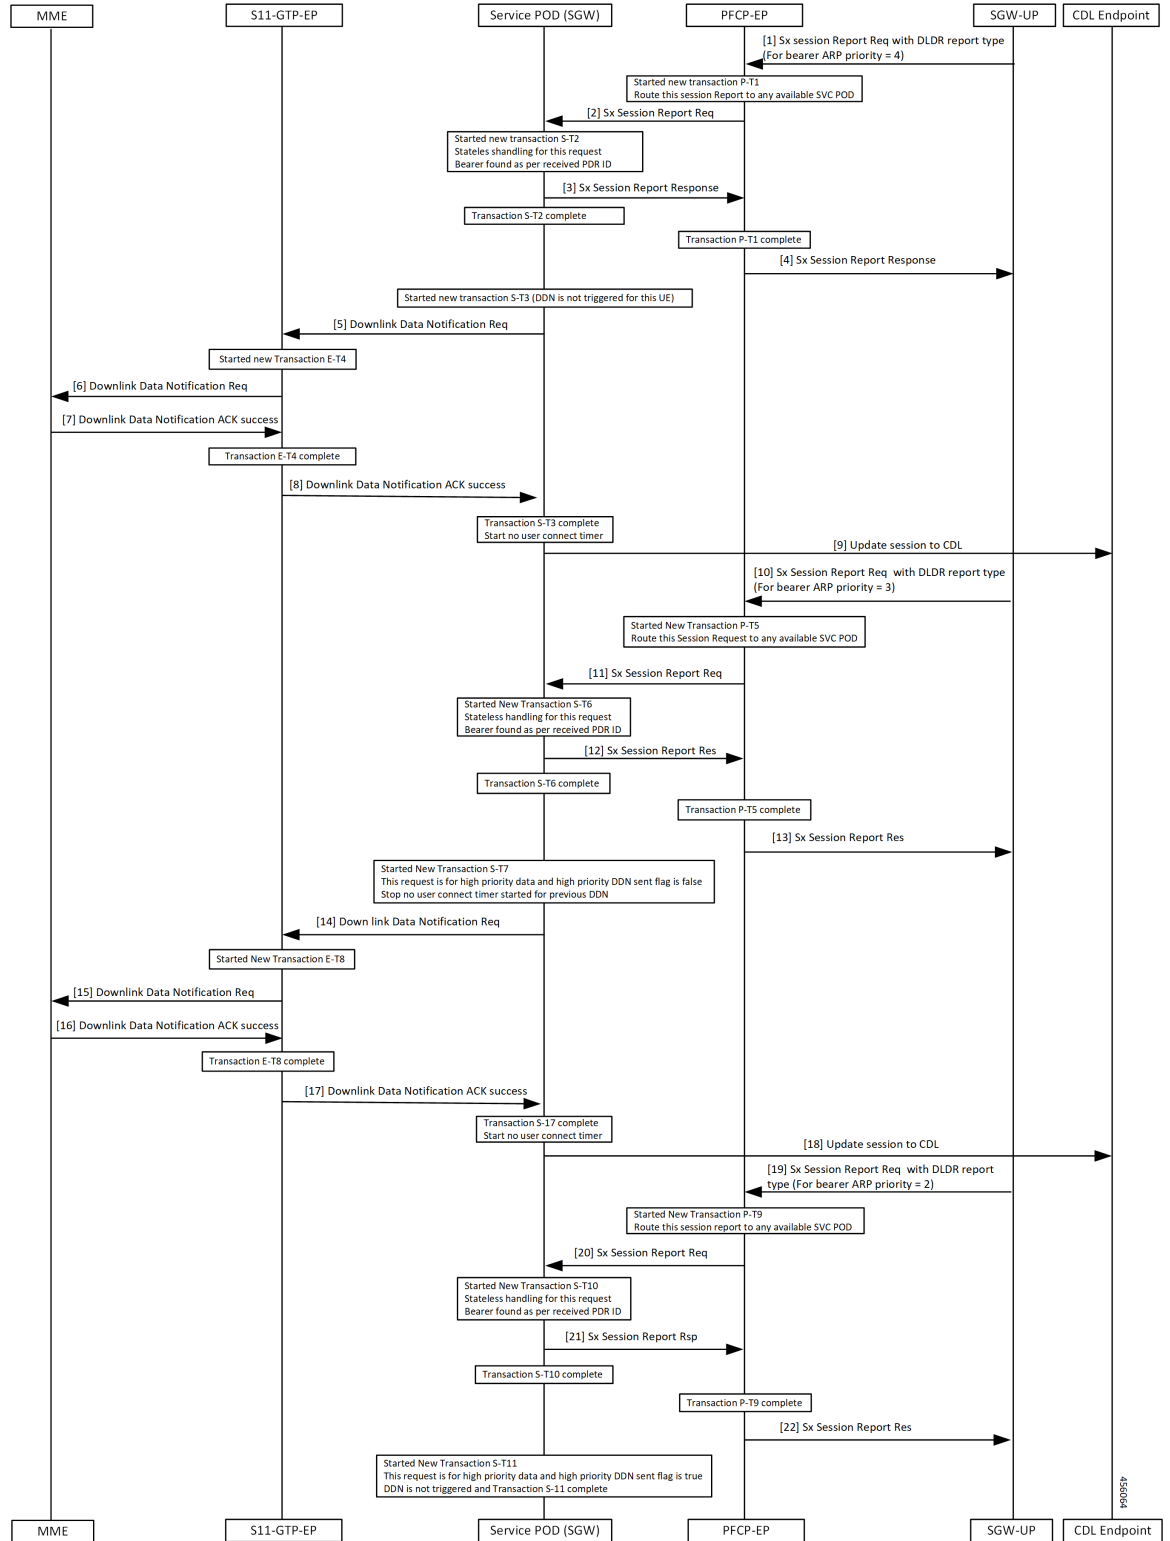 MME
S11-GTP-EP
Service POD (SGW)
PFCP-EP
SGW-UP
CDL Endpoint
[1] Sx session Report Req with DLDR report type
(For bearer ARP priority = 4)
Started new transaction P-T1
Route this session Report to any available SVC POD
[2] Sx Session Report Req
Started new transaction S-T2
Stateles shandling for this request
Bearer found as per received PDR ID
[3] Sx Session Report Response
Transaction S-T2 complete
Transaction P-T1 complete
[4] Sx Session Report Response
Started new transaction S-T3 (DDN is not triggered for this UE)
[5] Downlink Data Notification Req
Started new Transaction E-T4
[6] Downlink Data Notification Req
[7] Downlink Data Notification ACK success
Transaction E-T4 complete
[8] Downlink Data Notification ACK success
Transaction S-T3 complete
Start no user connect timer
[9] Update session to CDL
[10] Sx Session Report Req  with DLDR report type
(For bearer ARP priority = 3)
Started New Transaction P-T5
Route this Session Request to any available SVC POD
[11] Sx Session Report Req
Started New Transaction S-T6
Stateless handling for this request
Bearer found as per received PDR ID
[12] Sx Session Report Res
Transaction S-T6 complete
Transaction P-T5 complete
[13] Sx Session Report Res
Started New Transaction S-T7
This request is for high priority data and high priority DDN sent flag is false
Stop no user connect timer started for previous DDN
[14] Down link Data Notification Req
Started New Transaction E-T8
[15] Downlink Data Notification Req
[16] Downlink Data Notification ACK success
Transaction E-T8 complete
[17] Downlink Data Notification ACK success
Transaction S-17 complete
Start no user connect timer
[18] Update session to CDL
[19] Sx Session Report Req  with DLDR report
type (For bearer ARP priority = 2)
Started New Transaction P-T9
Route this session report to any available SVC POD
[20] Sx Session Report Req
Started New Transaction S-T10
Stateless handling for this request
Bearer found as per received PDR ID
[21] Sx Session Report Rsp
Transaction S-T10 complete
Transaction P-T9 complete
[22] Sx Session Report Res
Started New Transaction S-T11
This request is for high priority data and high priority DDN sent flag is true
DDN is not triggered and Transaction S-11 complete
456064
MME
S11-GTP-EP
Service POD (SGW)
PFCP-EP
SGW-UP
CDL Endpoint